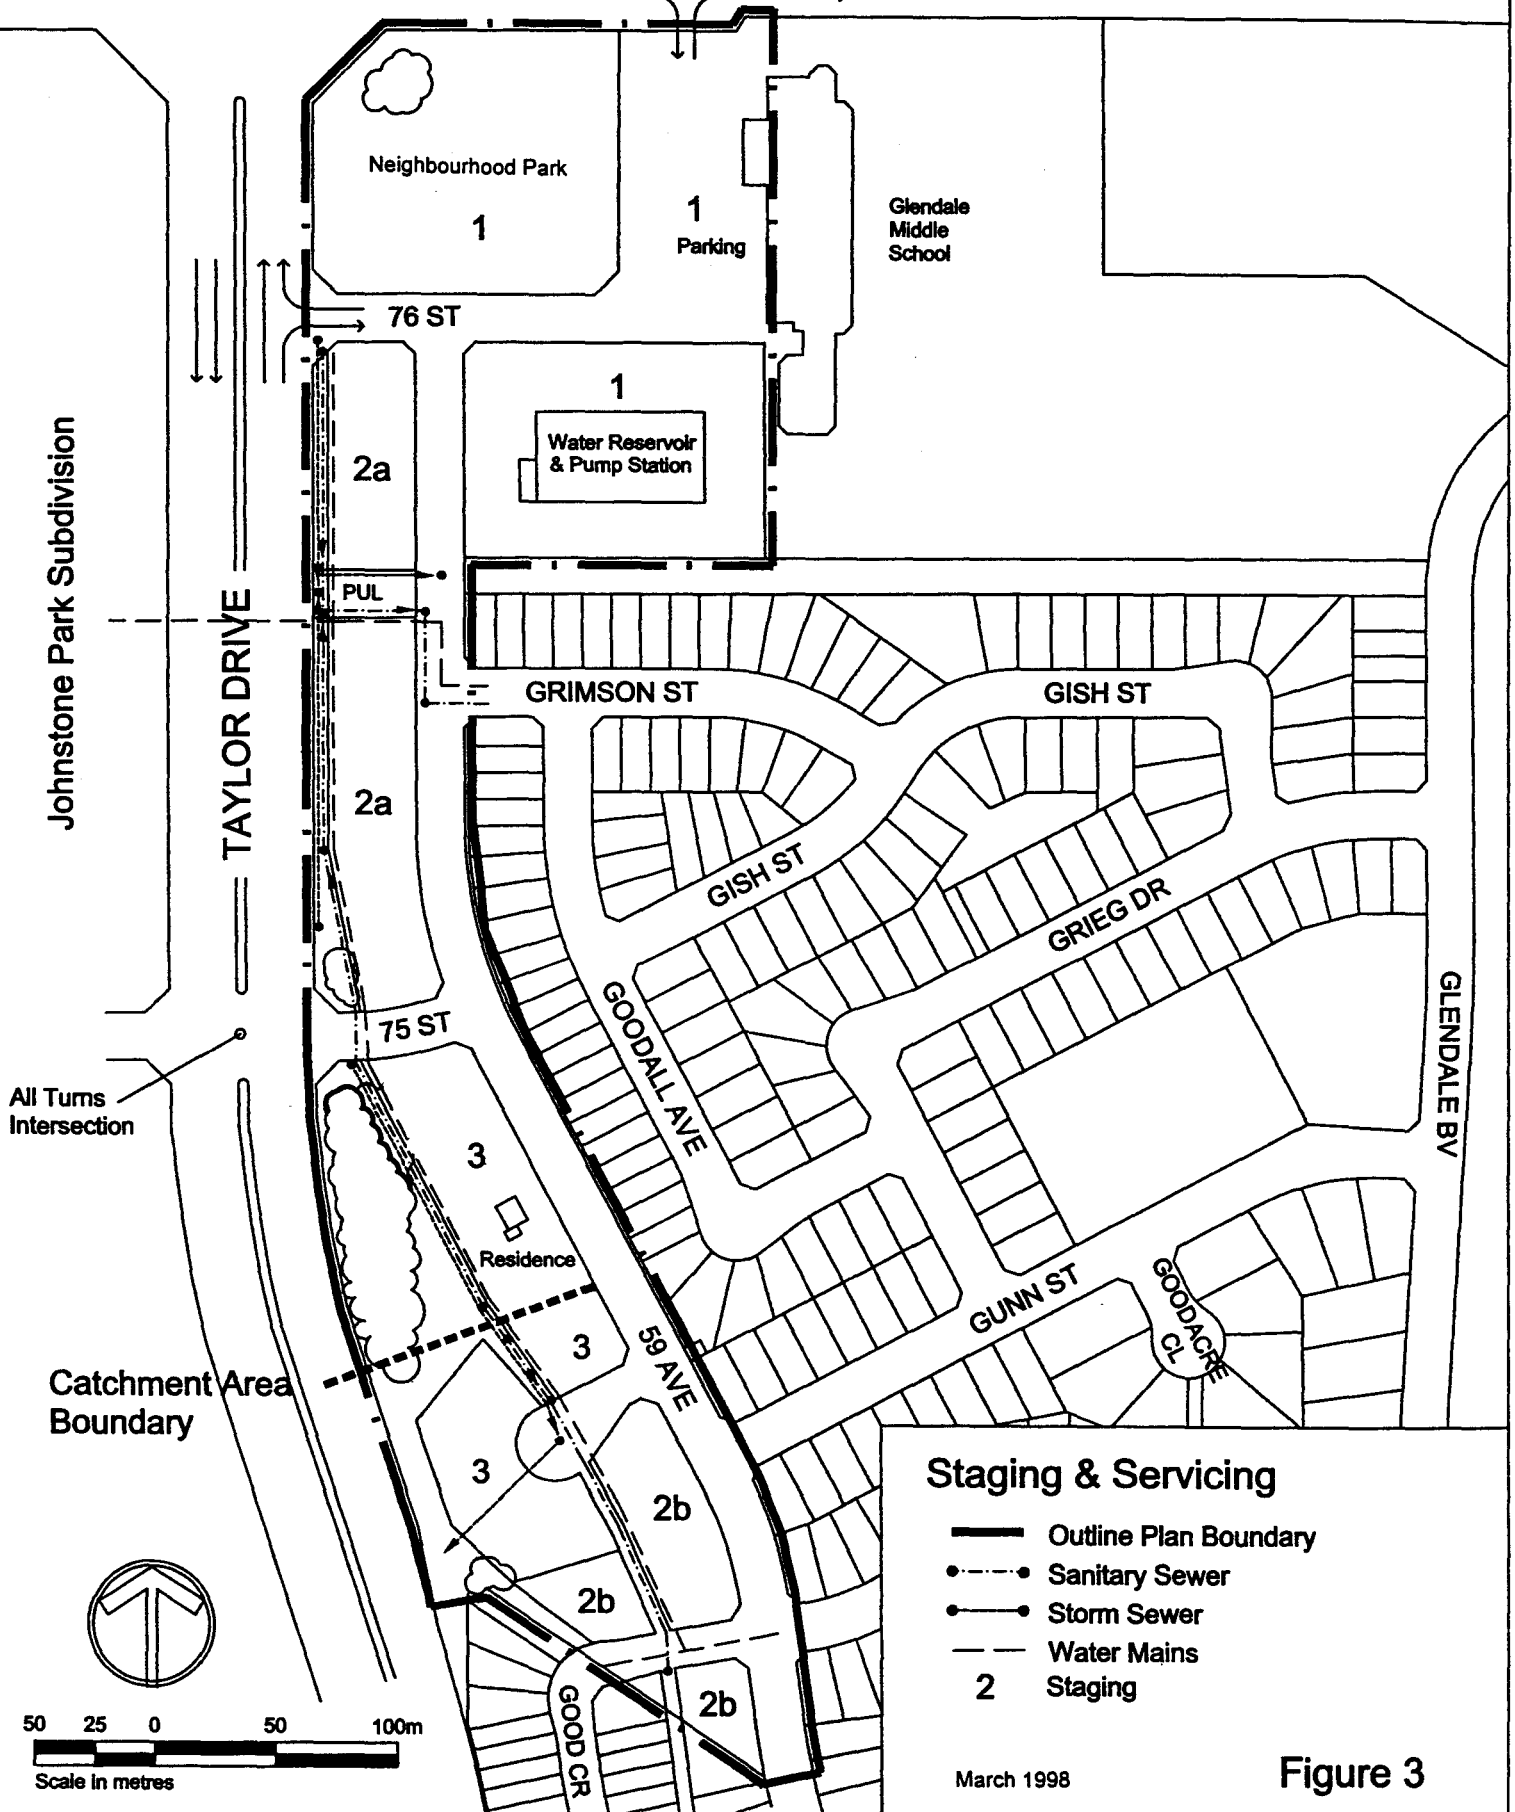 Neighbourhood Park
1
1
Parking
Glendale
Middle
School
76 ST
1
Water Reservoir
& Pump Station
2a
Johnstone Park Subdivision
TAYLOR DRIVE
PUL
GRIMSON ST
GISH ST
2a
GISH ST
GRIEG DR
GOODALL AVE
GLENDALE BV
75 ST
All Turns
Intersection
3
Residence
GUNN ST
GOODACRE
CL
59 AVE
3
Catchment Area
Boundary
3
2b
2b
2b
GOOD CR
Staging & Servicing
Outline Plan Boundary
Sanitary Sewer
Storm Sewer
Water Mains
2 Staging
50 25 0 50 100m
Scale in metres
March 1998
Figure 3